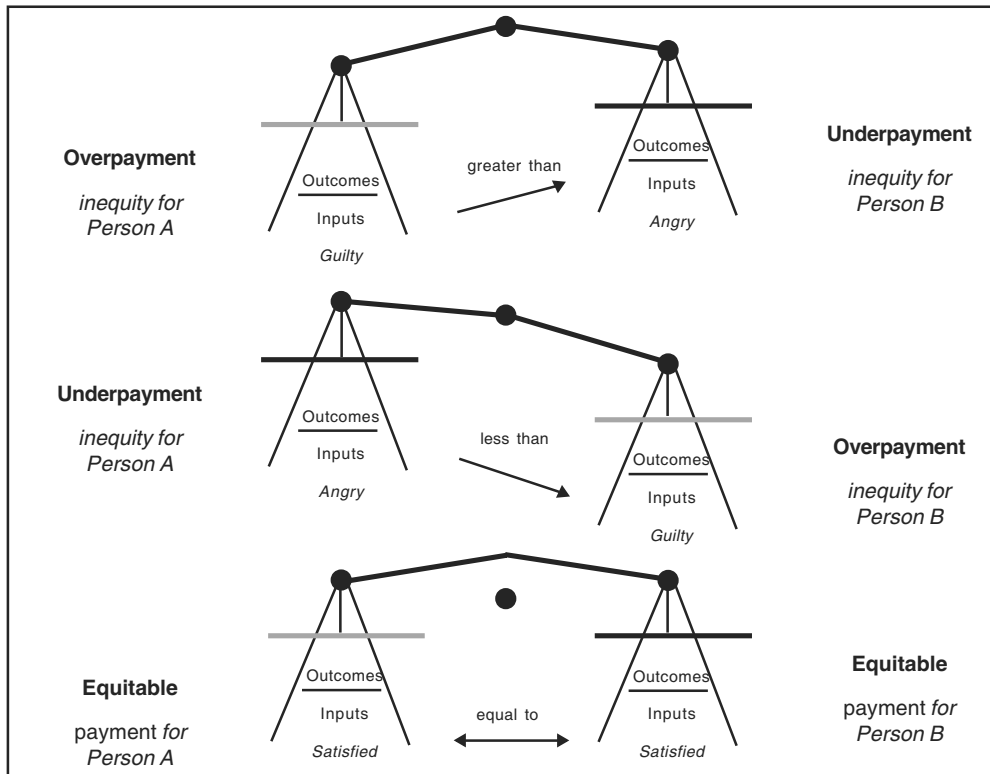 Overpayment
inequity for
Person A
Outcomes
Inputs
Guilty
greater than
Outcomes
Inputs
Angry
Underpayment
inequity for
Person B
Underpayment
inequity for
Person A
Outcomes
Inputs
Angry
less than
Outcomes
Inputs
Guilty
Overpayment
inequity for
Person B
Equitable
payment for
Person A
Outcomes
Inputs
Satisfied
equal to
Outcomes
Inputs
Satisfied
Equitable
payment for
Person B